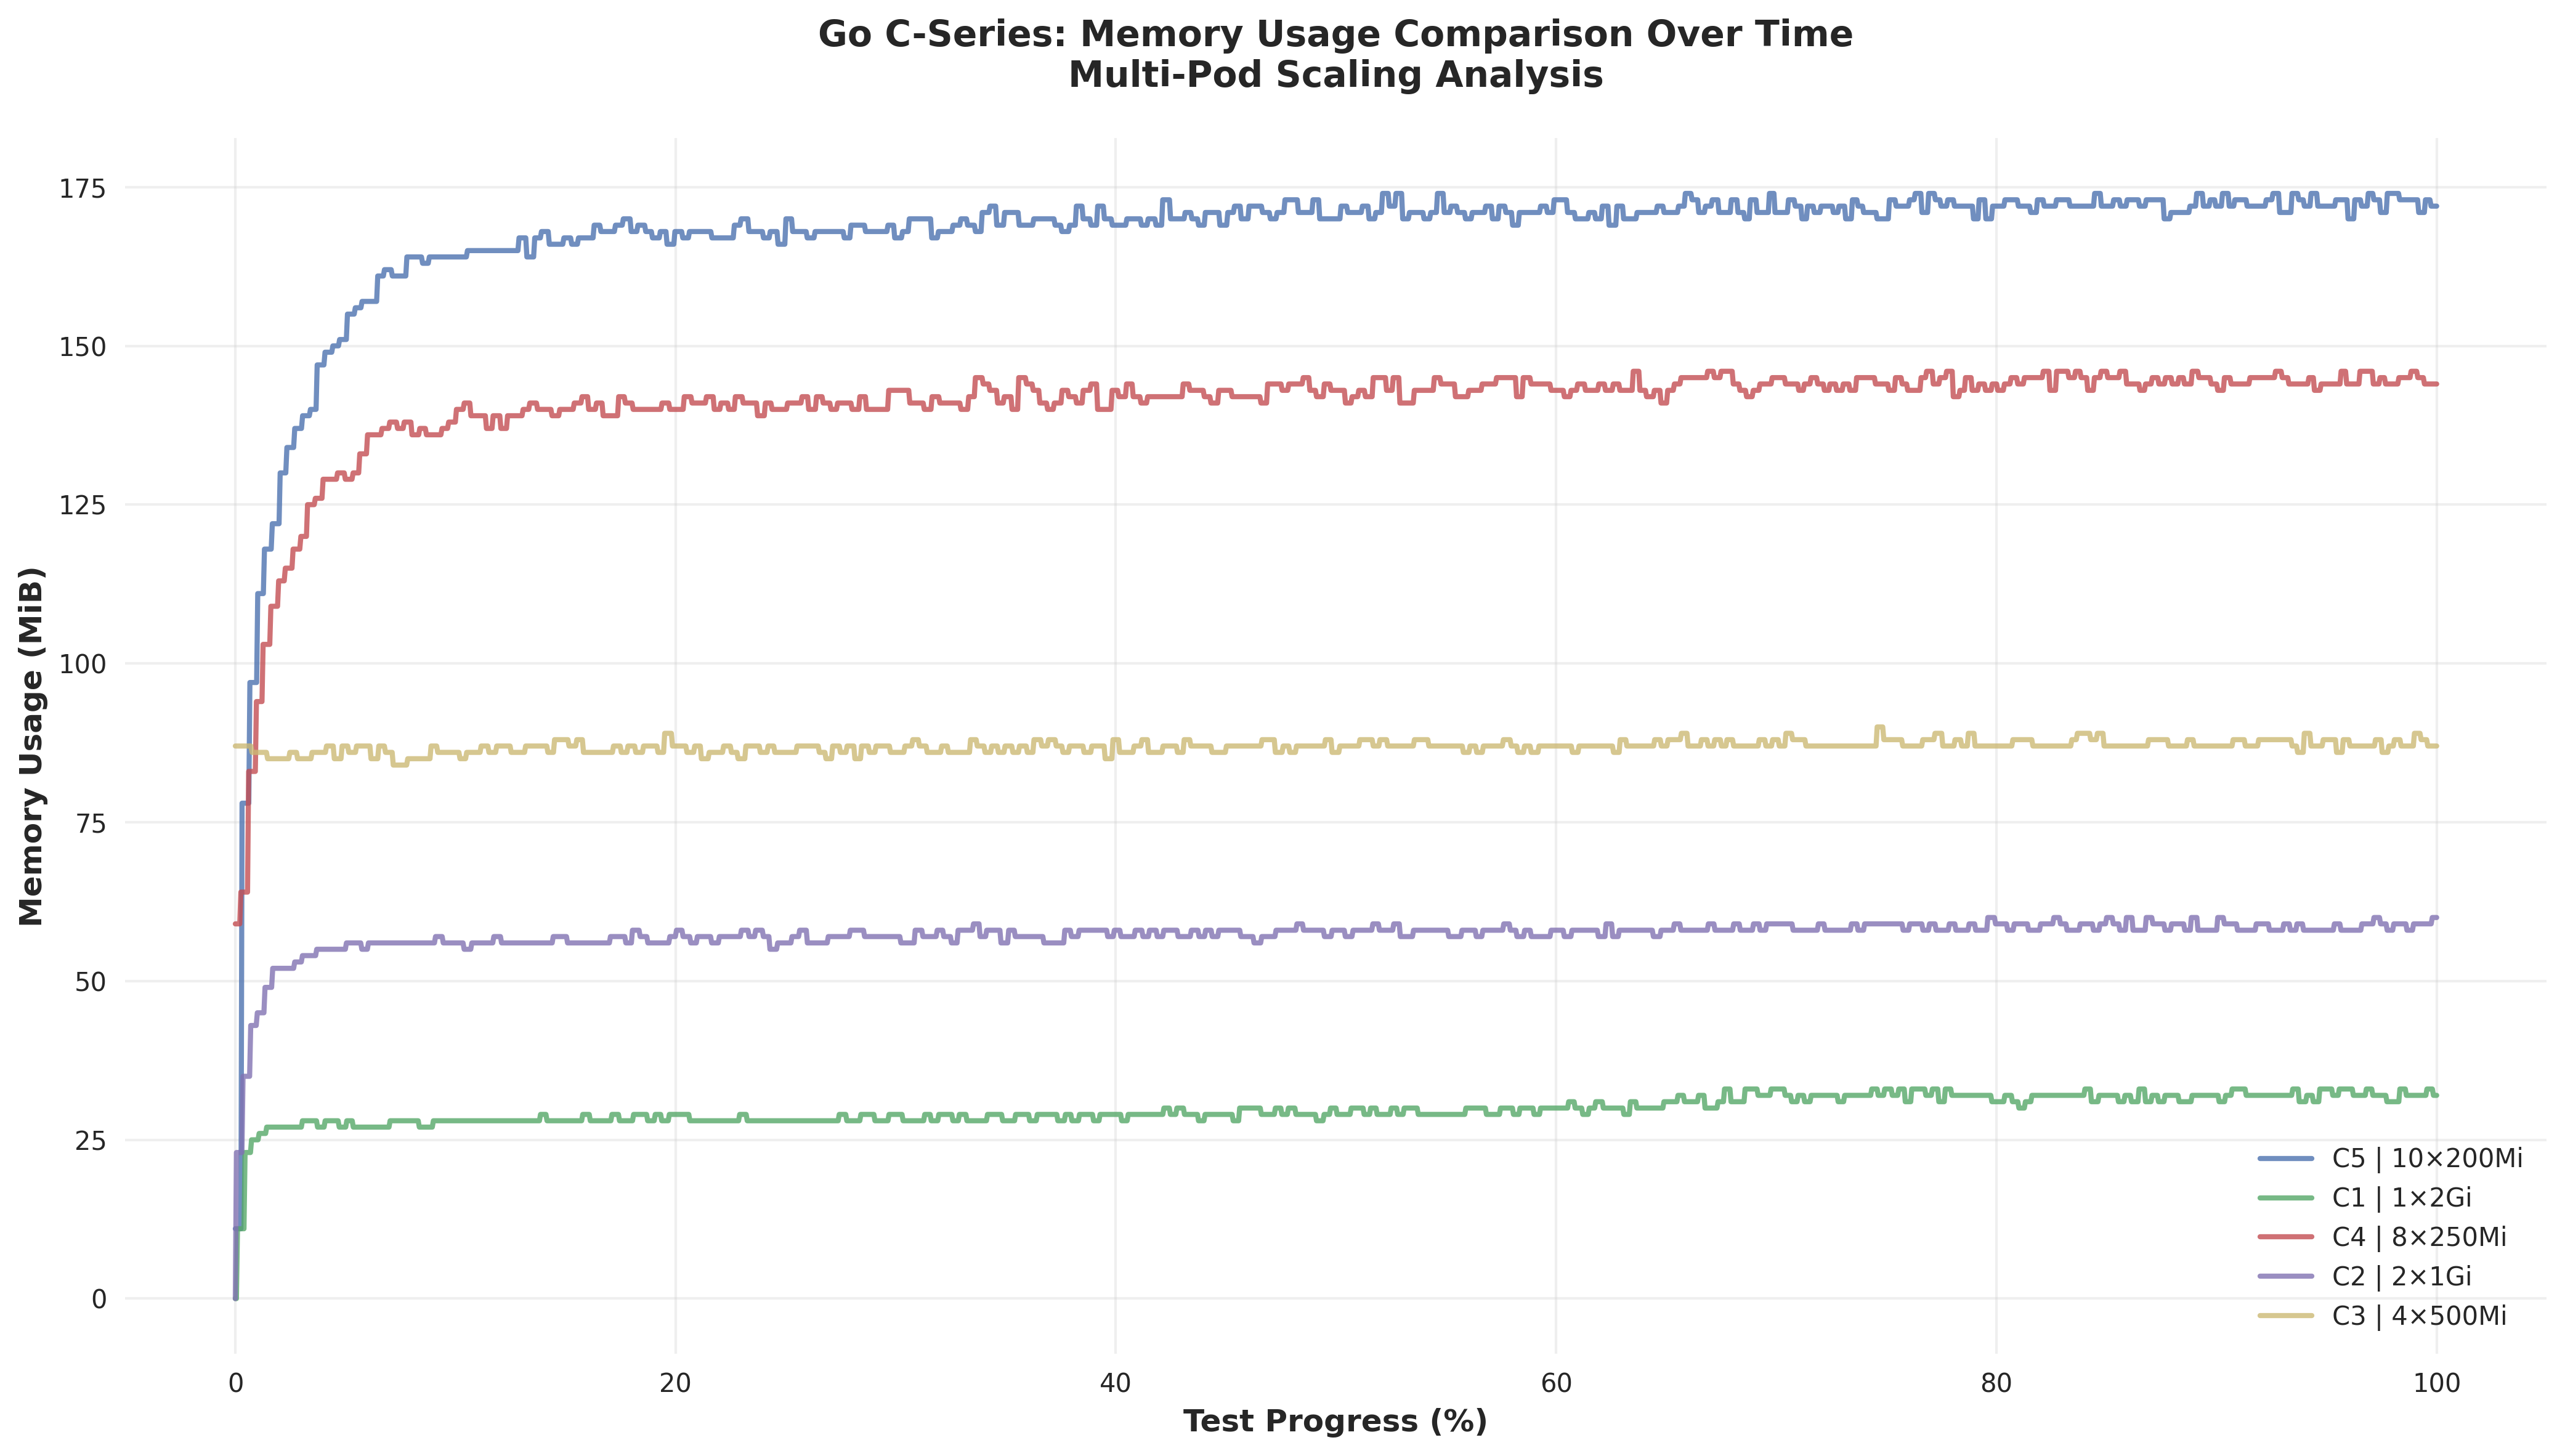 Go C-Series: Memory Usage Comparison Over Time
Multi-Pod Scaling Analysis
Memory Usage (MiB)
175
150
125
100
75
50
25
0
0
20
40
60
80
100
Test Progress (%)
C5 | 10×200Mi
C1 | 1×2Gi
C4 | 8×250Mi
C2 | 2×1Gi
C3 | 4×500Mi